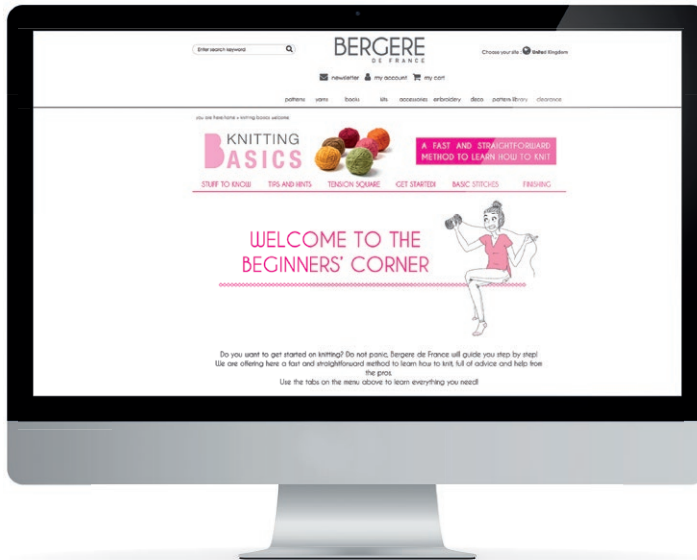 Enter search keyword
BERGERE
DE FRANCE
Choose your site : United Kingdom
newsletter my account my cart
patterns yarns books kits accessories embroidery deco pattern library clearance
you are here: home > knitting basics welcome
KNITTING
BASICS
A FAST AND STRAIGHTFORWARD
METHOD TO LEARN HOW TO KNIT
STUFF TO KNOW TIPS AND HINTS TENSION SQUARE GET STARTED! BASIC STITCHES FINISHING
WELCOME TO THE
BEGINNERS' CORNER
Do you want to get started on knitting? Do not panic, Bergere de France will guide you step by step!
We are offering here a fast and straightforward method to learn how to knit, full of advice and help from
the pros.
Use the tabs on the menu above to learn everything you need!